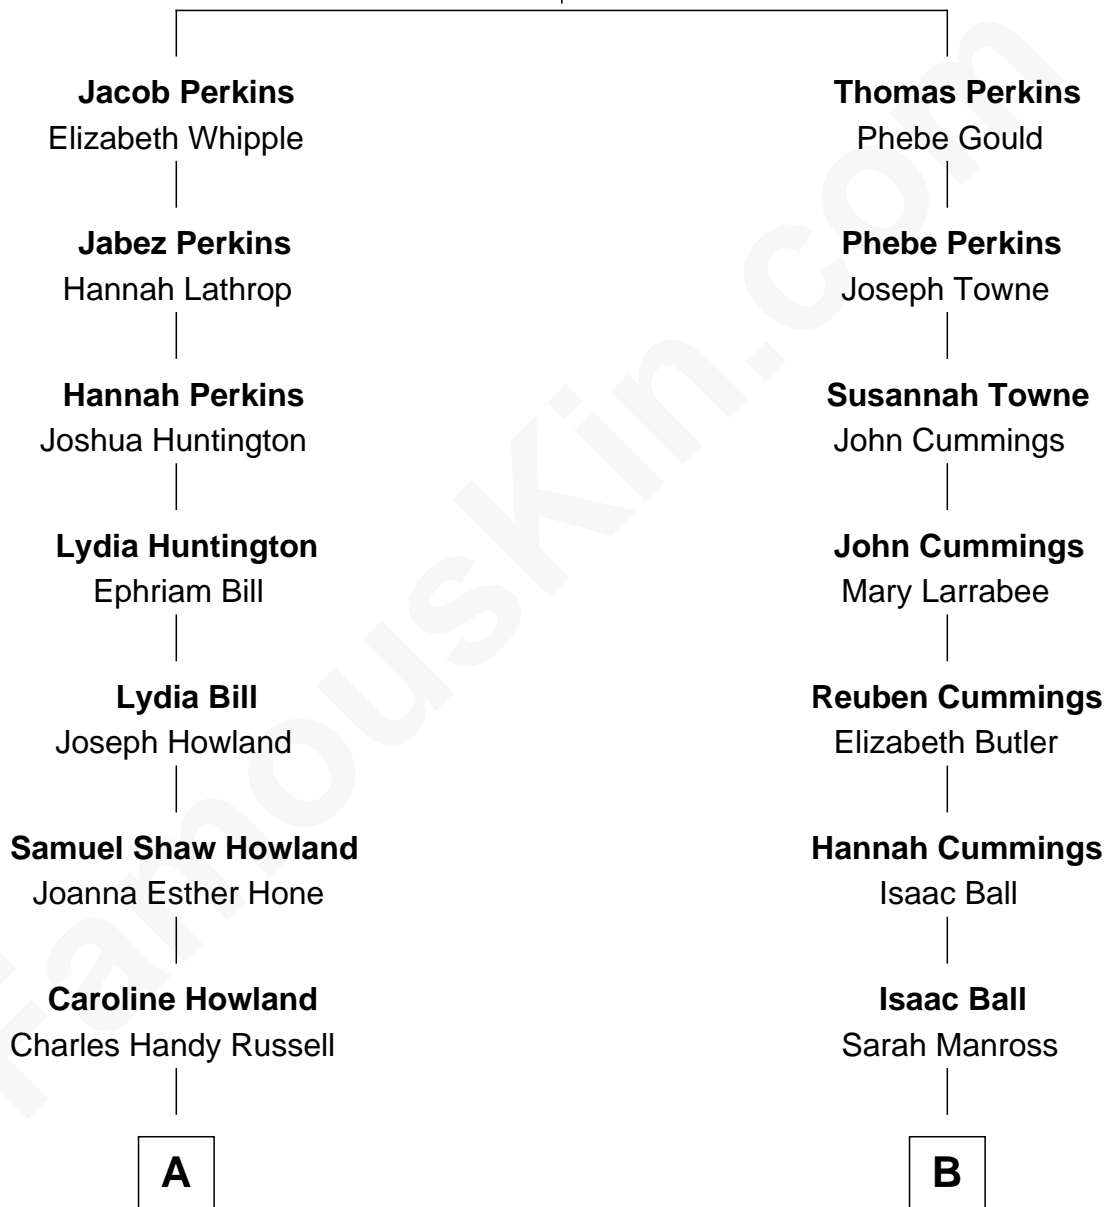 Jacob Perkins
Elizabeth Whipple
Jabez Perkins
Hannah Lathrop
Hannah Perkins
Joshua Huntington
Lydia Huntington
Ephriam Bill
Lydia Bill
Joseph Howland
Samuel Shaw Howland
Joanna Esther Hone
Caroline Howland
Charles Handy Russell
A
Thomas Perkins
Phebe Gould
Phebe Perkins
Joseph Towne
Susannah Towne
John Cummings
John Cummings
Mary Larrabee
Reuben Cummings
Elizabeth Butler
Hannah Cummings
Isaac Ball
Isaac Ball
Sarah Manross
B
FamousKin.com